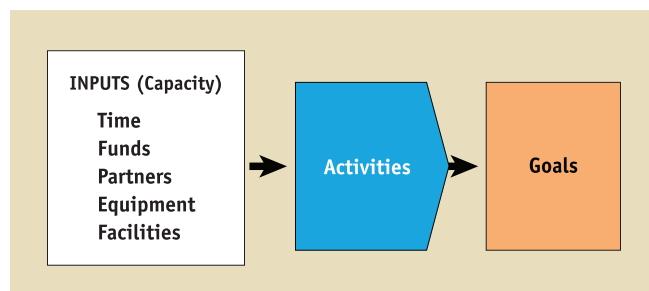 INPUTS (Capacity)
Time
Funds
Partners
Equipment
Facilities
Activities
Goals